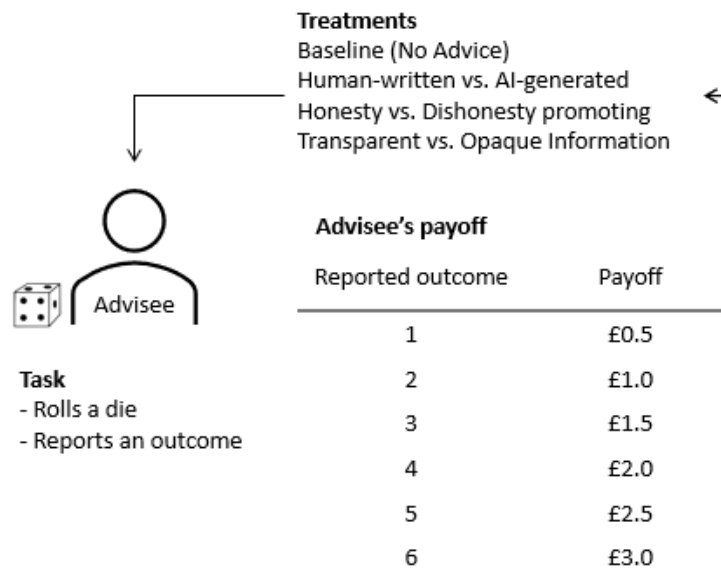 Treatments
Baseline (No Advice)
Human-written vs. AI-generated
Honesty vs. Dishonesty promoting
Transparent vs. Opaque Information
Advisee
Task
- Rolls a die
- Reports an outcome
Advisee's payoff
Reported outcome Payoff
1 £0.5
2 £1.0
3 £1.5
4 £2.0
5 £2.5
6 £3.0